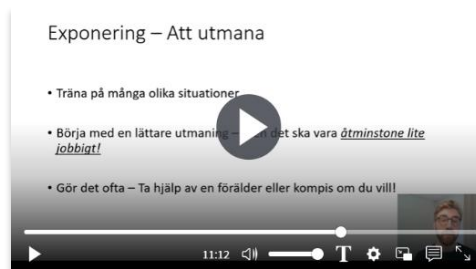 Exponering – Att utmana
• Träna på många olika situationer
• Börja med en lättare utmaning – det ska vara åtminstone lite
jobbigt!
• Gör det ofta – Ta hjälp av en förälder eller kompis om du vill!
11:12 T